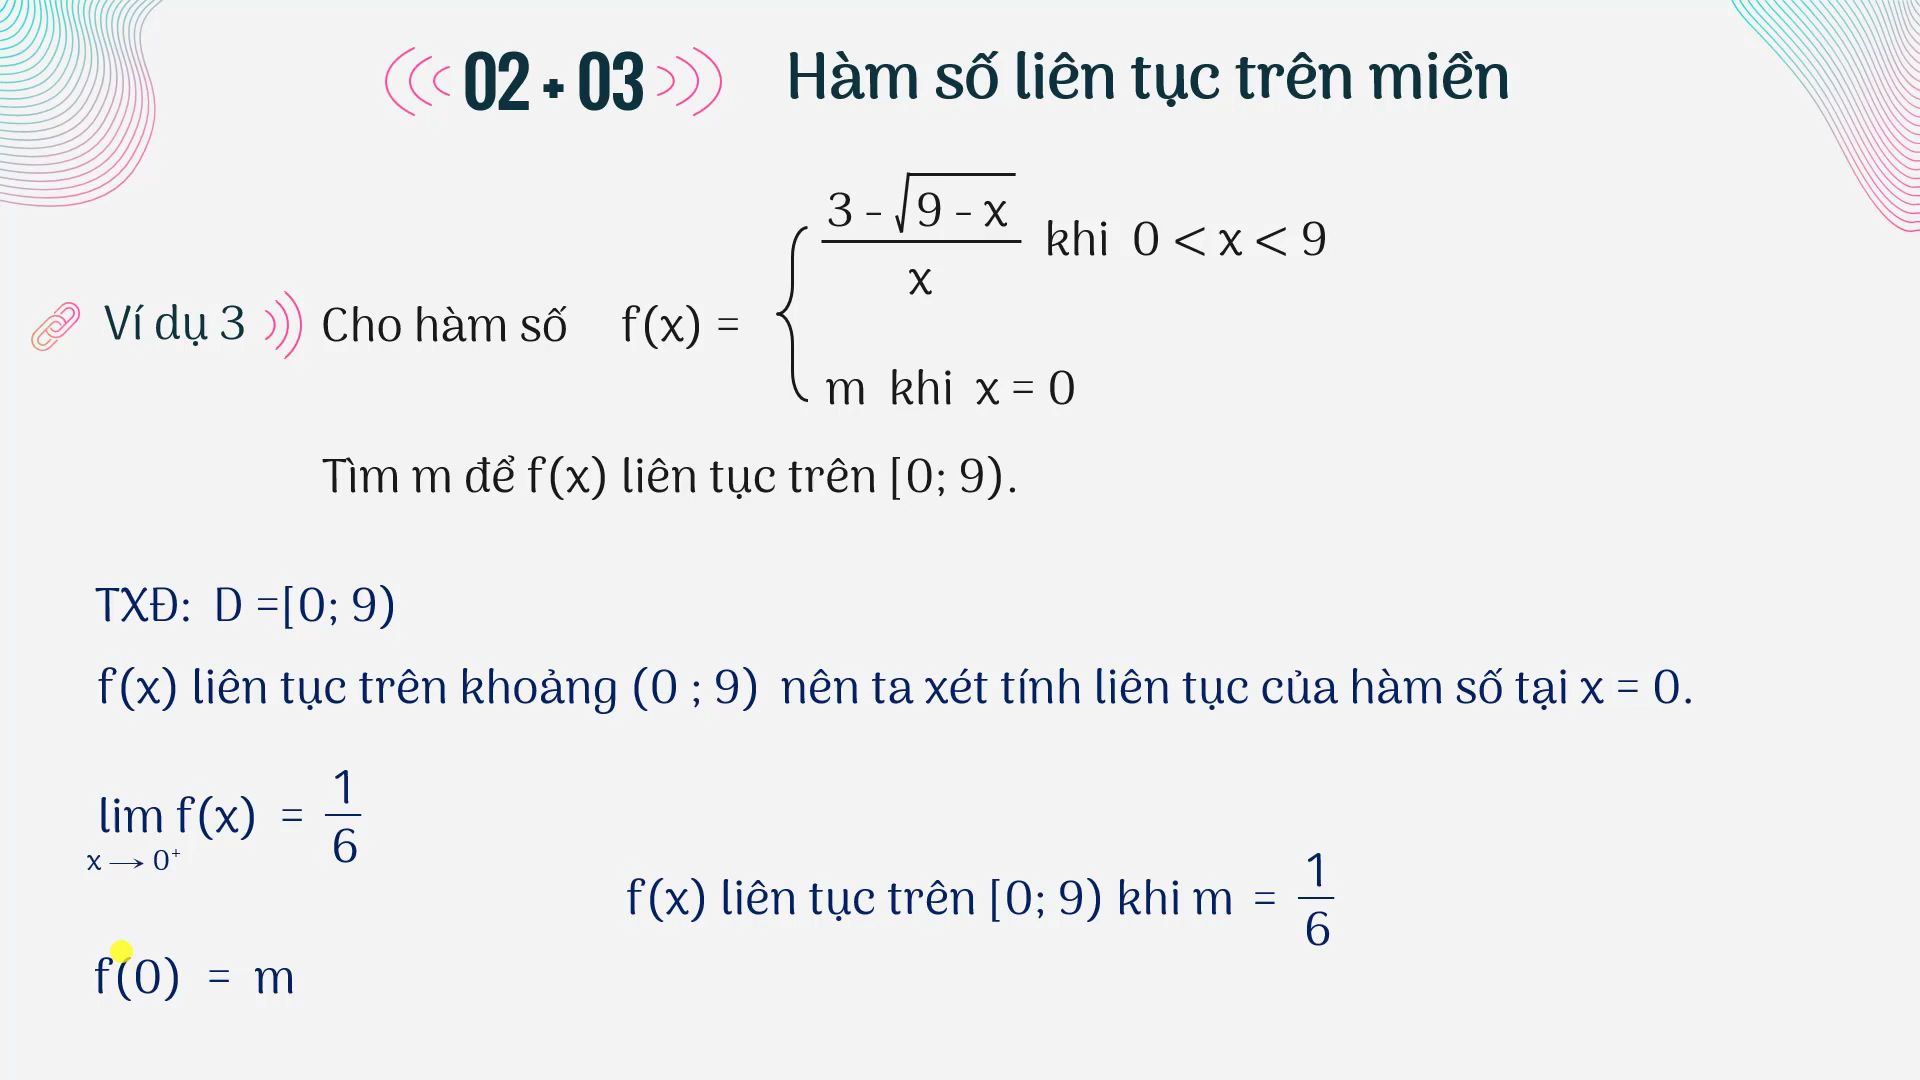 02 + 03 Hàm số liên tục trên miền
3 - √9 - x
x
khi 0 < x < 9
Ví dụ 3 Cho hàm số f(x) =
m khi x = 0
Tìm m để f(x) liên tục trên [0; 9).
TXĐ: D =[0; 9)
f(x) liên tục trên khoảng (0 ; 9) nên ta xét tính liên tục của hàm số tại x = 0.
lim f(x) = 1/6
x → 0⁺
f(x) liên tục trên [0; 9) khi m = 1/6
f(0) = m